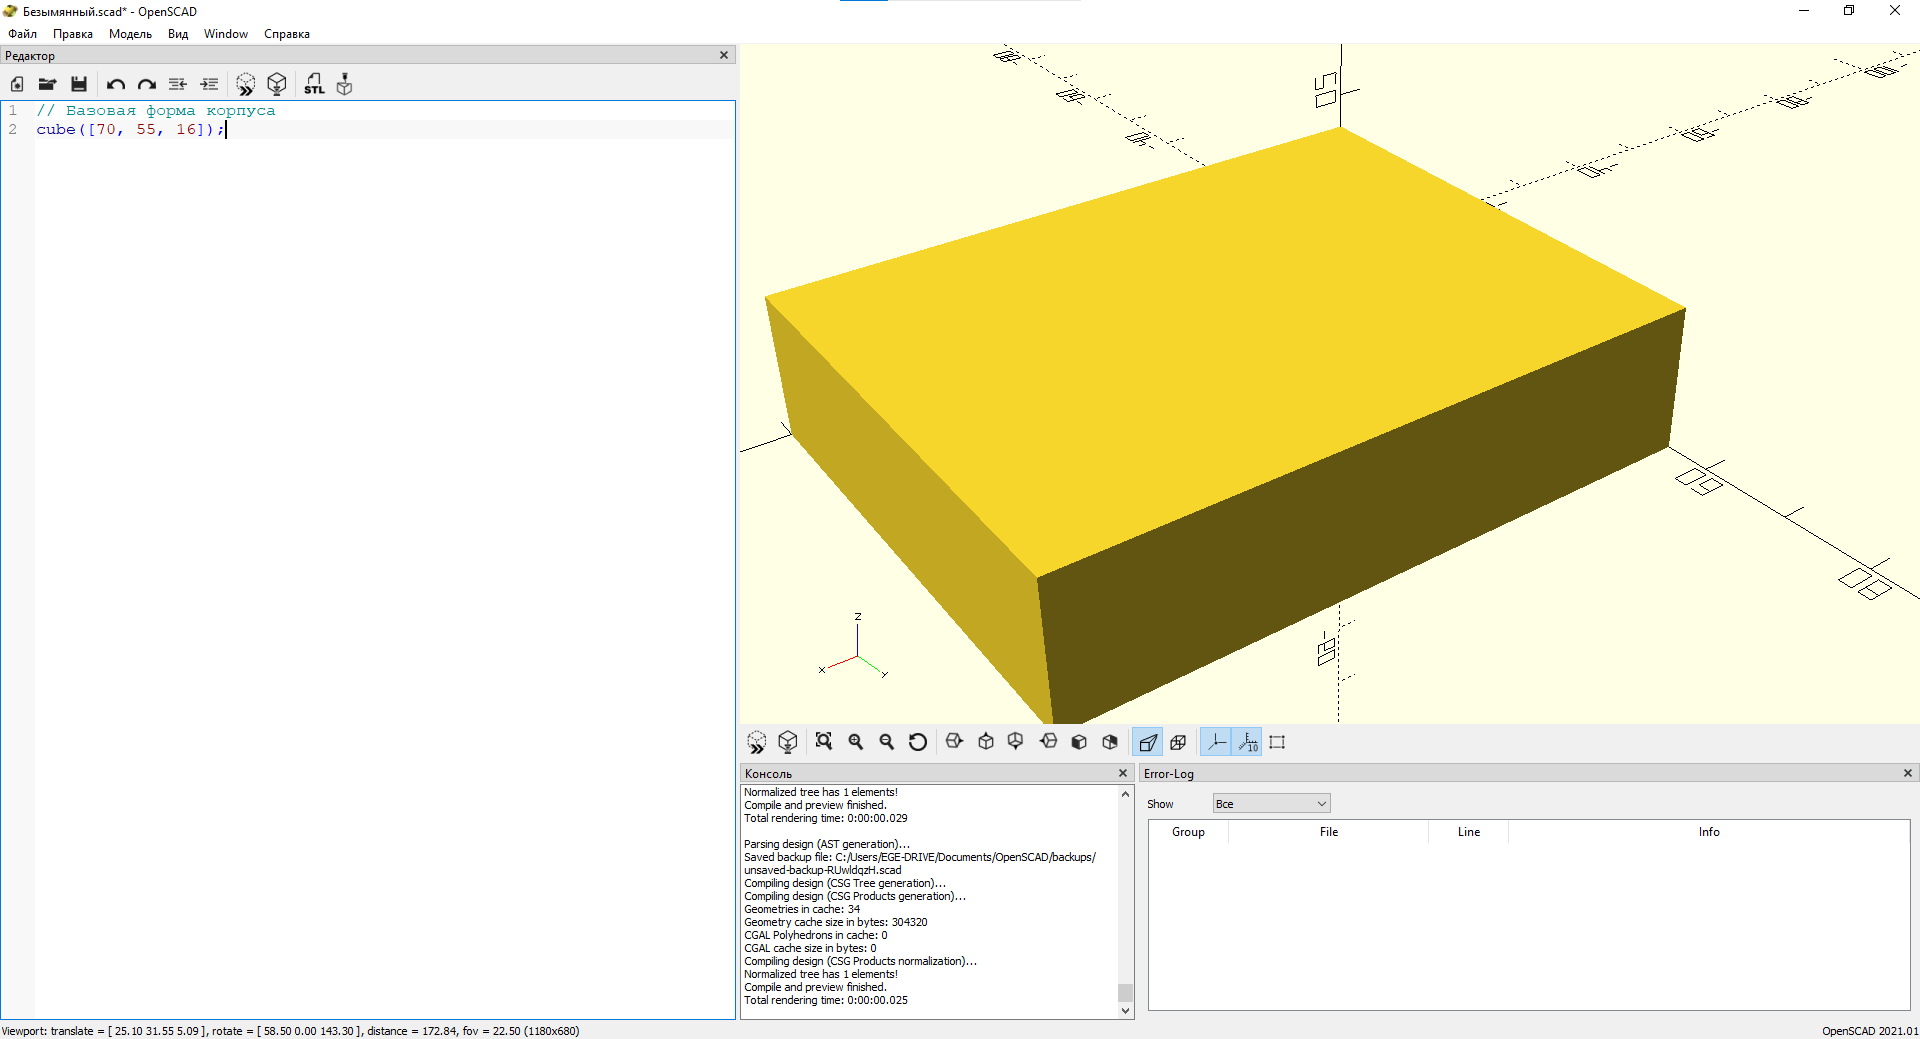 Безымянный.scad* - OpenSCAD
Файл Правка Модель Вид Window Справка
Редактор
STL
1 // Базовая форма корпуса
2 cube([70, 55, 16]);
z
x
y
10
Консоль
Normalized tree has 1 elements!
Compile and preview finished.
Total rendering time: 0:00:00.029
Parsing design (AST generation)...
Saved backup file: C:/Users/EGE-DRIVE/Documents/OpenSCAD/backups/
unsaved-backup-RUwldqzH.scad
Compiling design (CSG Tree generation)...
Compiling design (CSG Products generation)...
Geometries in cache: 34
Geometry cache size in bytes: 304320
CGAL Polyhedrons in cache: 0
CGAL cache size in bytes: 0
Compiling design (CSG Products normalization)...
Normalized tree has 1 elements!
Compile and preview finished.
Total rendering time: 0:00:00.025
Error-Log
Show Все
Group File Line Info
Viewport: translate = [ 25.10 31.55 5.09 ], rotate = [ 58.50 0.00 143.30 ], distance = 172.84, fov = 22.50 (1180x680)
OpenSCAD 2021.01